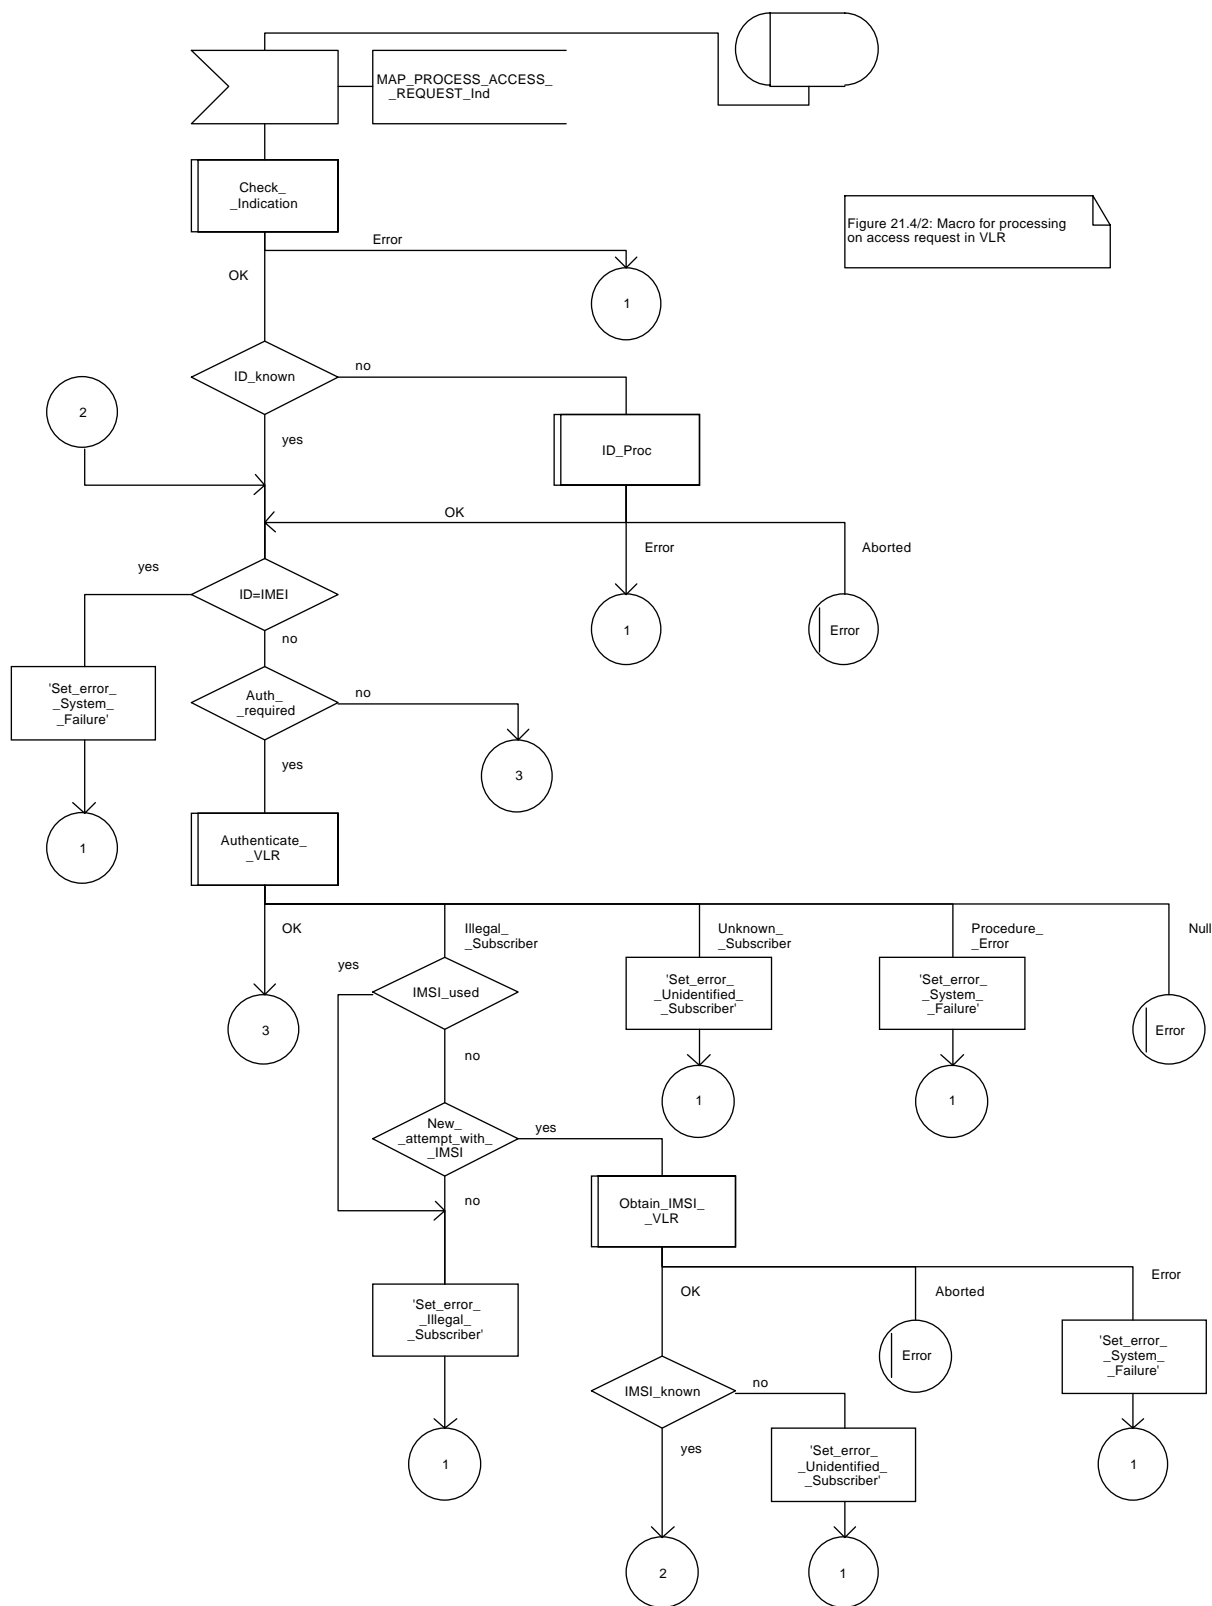 MAP_PROCESS_ACCESS_
_REQUEST_Ind
Check_
_Indication
Figure 21.4/2: Macro for processing
on access request in VLR
Error
OK
1
ID_known
no
2
yes
ID_Proc
OK
Error
Aborted
yes
ID=IMEI
1
Error
no
'Set_error_
_System_
_Failure'
Auth_
_required
no
yes
3
1
Authenticate_
_VLR
OK
Illegal_
_Subscriber
Unknown_
_Subscriber
Procedure_
_Error
Null
yes
IMSI_used
'Set_error_
_Unidentified_
_Subscriber'
'Set_error_
_System_
_Failure'
3
Error
no
1
1
New_
_attempt_with_
_IMSI
yes
no
Obtain_IMSI_
_VLR
OK
Aborted
Error
'Set_error_
_Illegal_
_Subscriber'
Error
'Set_error_
_System_
_Failure'
IMSI_known
no
yes
1
'Set_error_
_Unidentified_
_Subscriber'
1
2
1